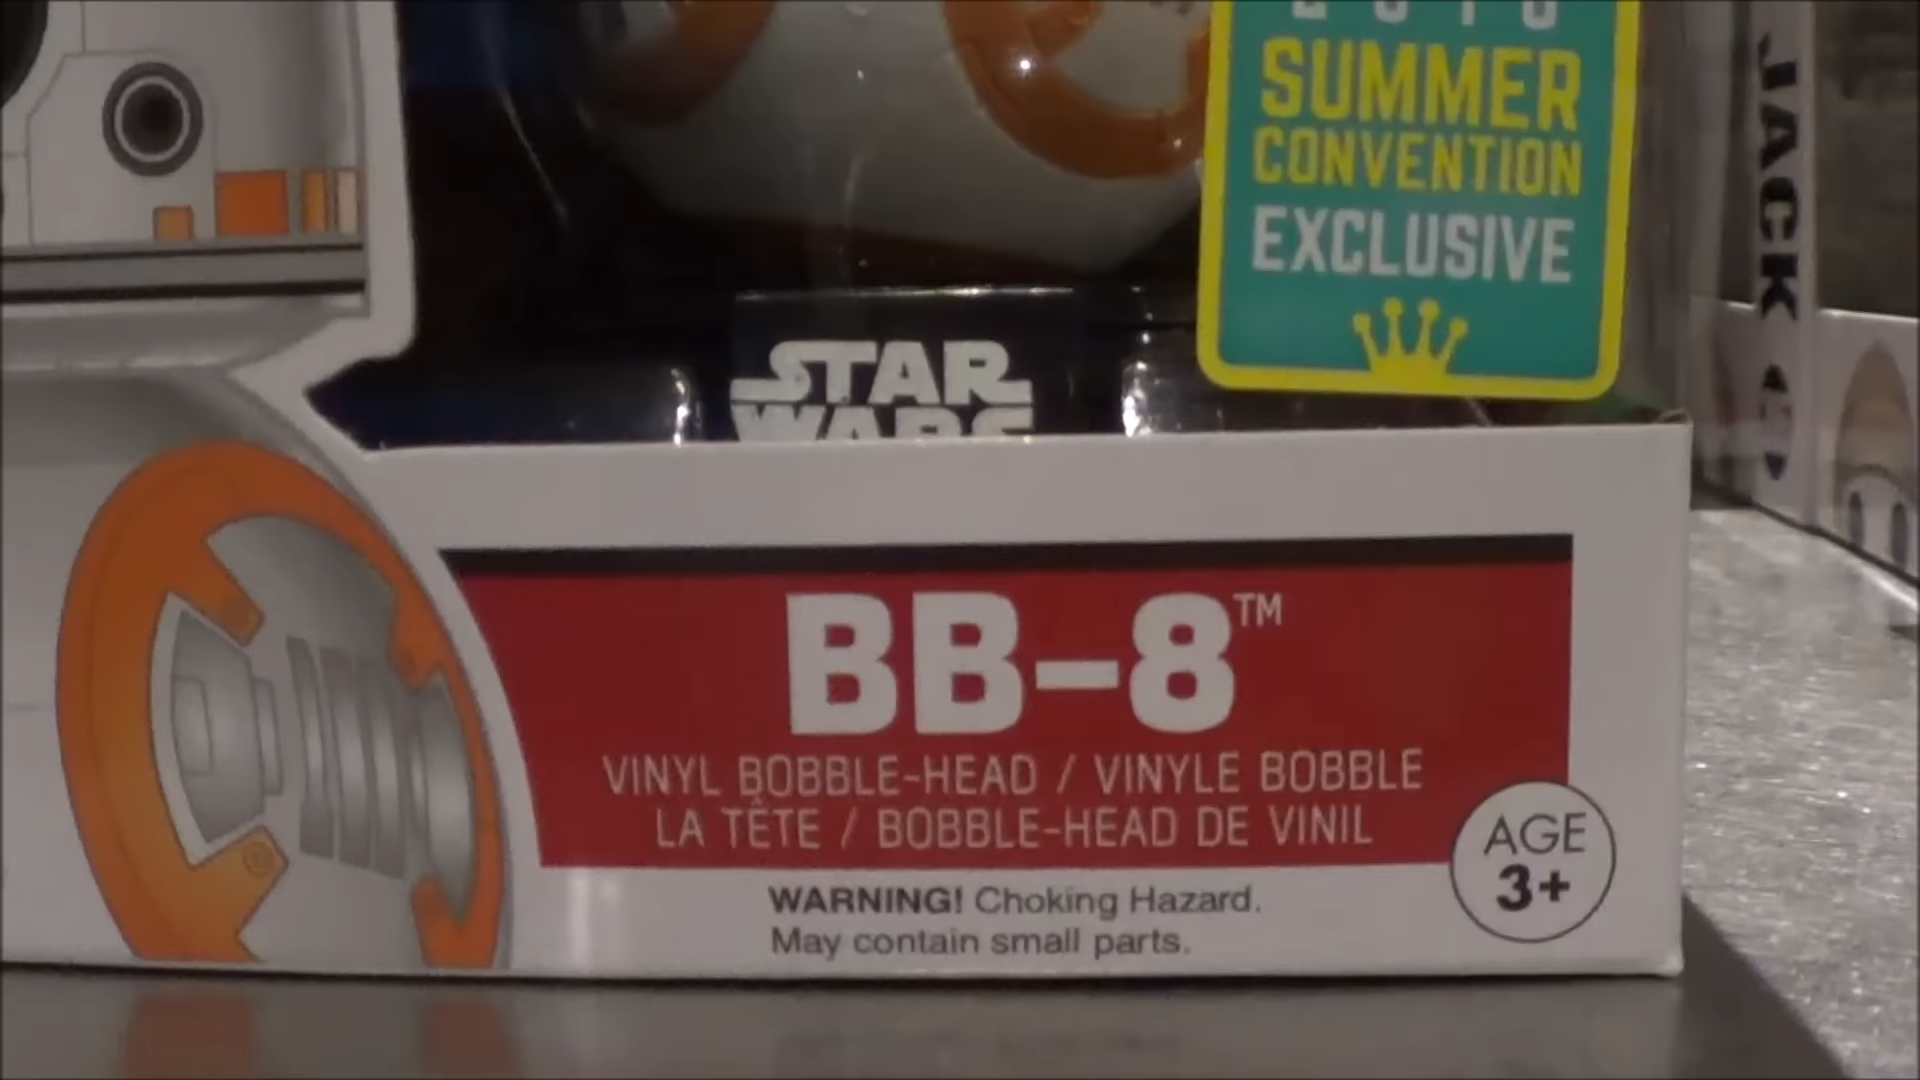 SUMMER
CONVENTION
EXCLUSIVE
JACK
STAR
WARS
BB-8™
VINYL BOBBLE-HEAD / VINYLE BOBBLE
LA TÊTE / BOBBLE-HEAD DE VINIL
AGE
3+
WARNING! Choking Hazard.
May contain small parts.